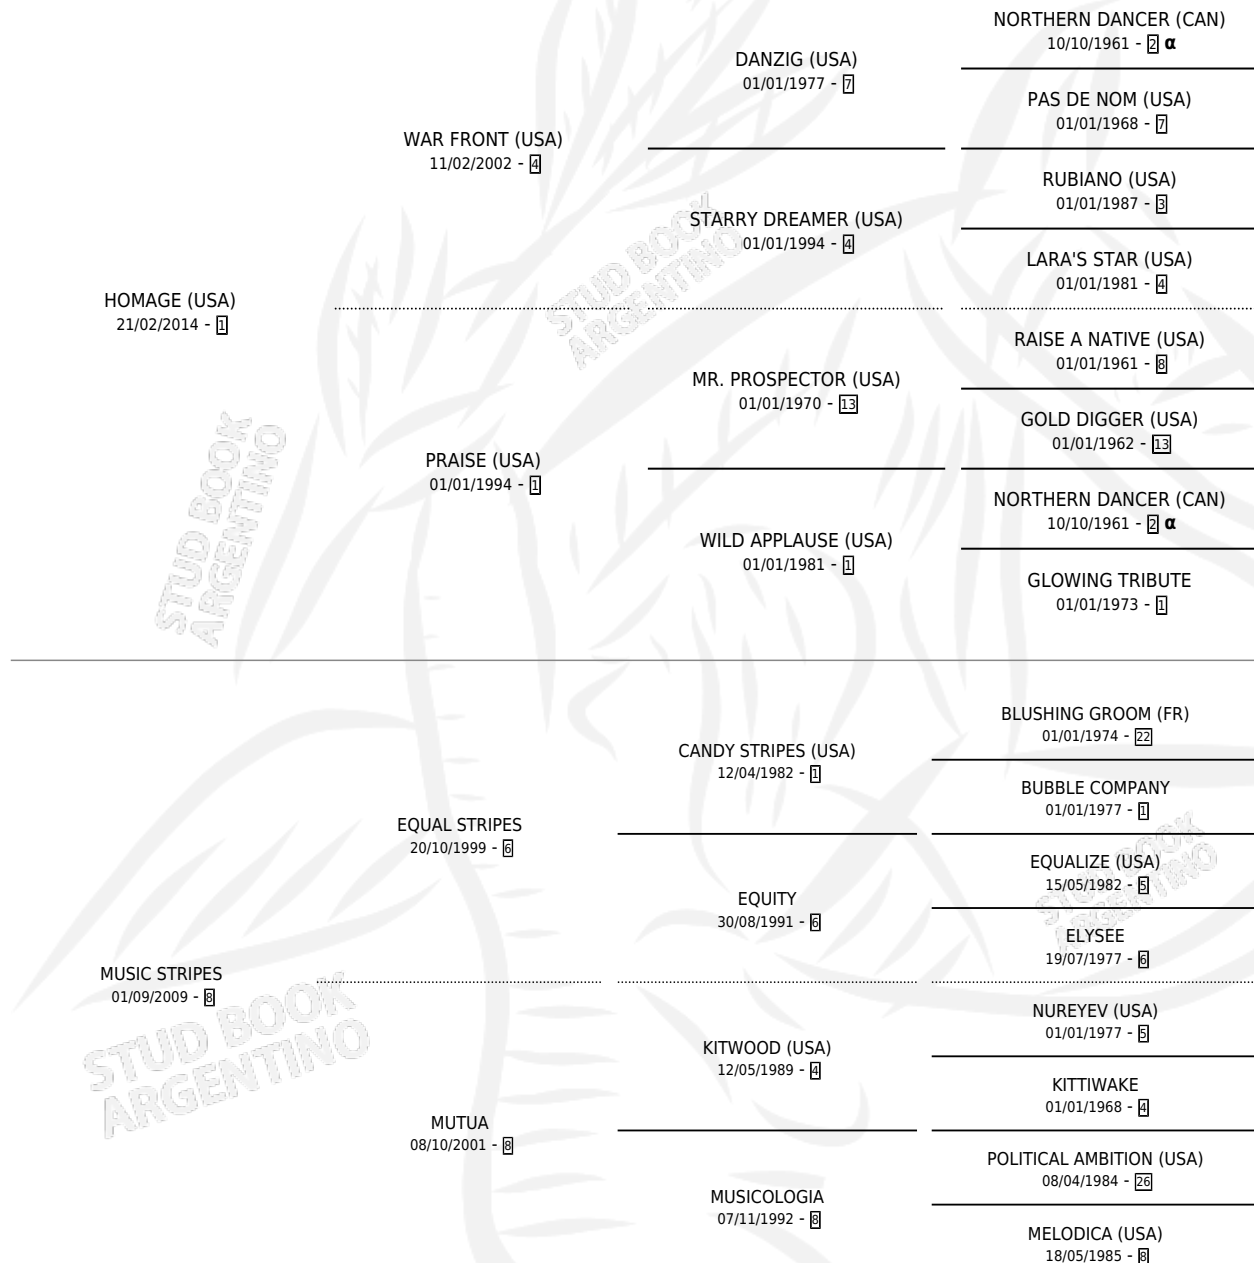 NORTHERN DANCER (CAN)
10/10/1961 - 2 α
DANZIG (USA)
01/01/1977 - 7
PAS DE NOM (USA)
01/01/1968 - 7
WAR FRONT (USA)
11/02/2002 - 4
RUBIANO (USA)
01/01/1987 - 3
STARRY DREAMER (USA)
01/01/1994 - 4
LARA'S STAR (USA)
01/01/1981 - 4
HOMAGE (USA)
21/02/2014 - 1
STUD BOOK
ARGENTINO
RAISE A NATIVE (USA)
01/01/1961 - 8
MR. PROSPECTOR (USA)
01/01/1970 - 13
GOLD DIGGER (USA)
01/01/1962 - 13
PRAISE (USA)
01/01/1994 - 1
NORTHERN DANCER (CAN)
10/10/1961 - 2 α
WILD APPLAUSE (USA)
01/01/1981 - 1
GLOWING TRIBUTE
01/01/1973 - 1
STUD BOOK
ARGENTINO
BLUSHING GROOM (FR)
01/01/1974 - 22
CANDY STRIPES (USA)
12/04/1982 - 1
BUBBLE COMPANY
01/01/1977 - 1
EQUAL STRIPES
20/10/1999 - 6
EQUALIZE (USA)
15/05/1982 - 5
STUD BOOK
ARGENTINO
EQUITY
30/08/1991 - 6
ELYSEE
19/07/1977 - 6
MUSIC STRIPES
01/09/2009 - 8
STUD BOOK
ARGENTINO
NUREYEV (USA)
01/01/1977 - 5
KITWOOD (USA)
12/05/1989 - 4
KITTIWAKE
01/01/1968 - 4
MUTUA
08/10/2001 - 8
POLITICAL AMBITION (USA)
08/04/1984 - 26
MUSICOLOGIA
07/11/1992 - 8
MELODICA (USA)
18/05/1985 - 8